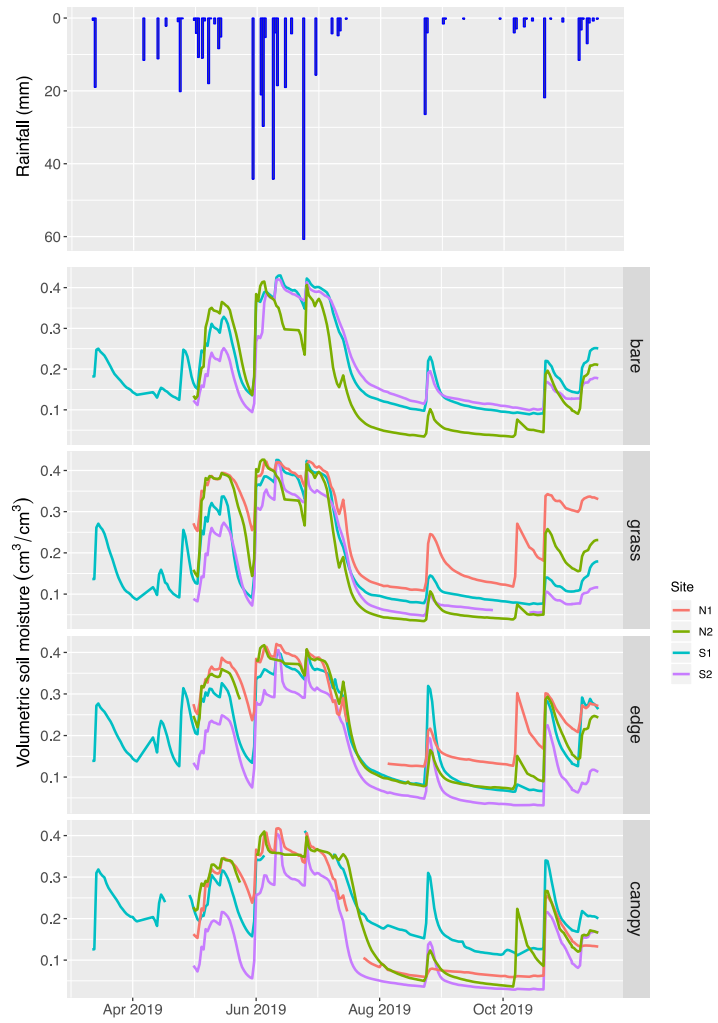 0
20
40
60
Rainfall (mm)
0.4
0.3
0.2
0.1
bare
0.4
0.3
0.2
0.1
grass
0.4
0.3
0.2
0.1
edge
0.4
0.3
0.2
0.1
canopy
Volumetric soil moisture (cm³/cm³)
Apr 2019
Jun 2019
Aug 2019
Oct 2019
Site
N1
N2
S1
S2